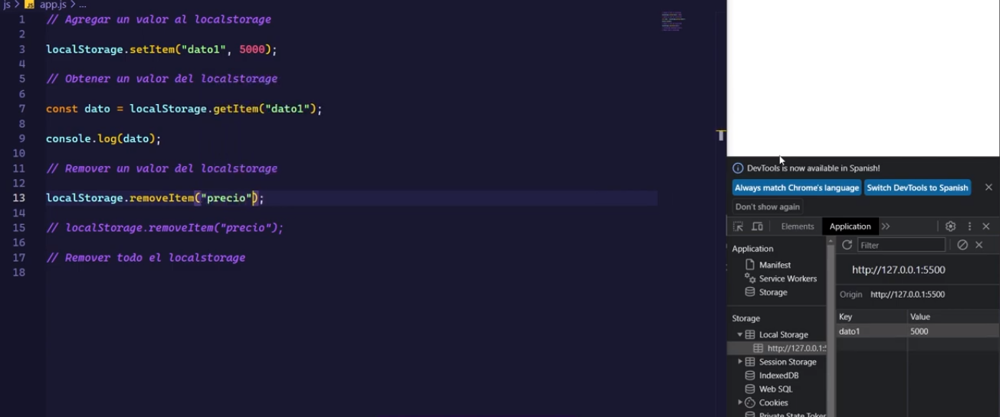 js > JS app.js > ...
1 // Agregar un valor al localstorage
2
3 localStorage.setItem("dato1", 5000);
4
5 // Obtener un valor del localstorage
6
7 const dato = localStorage.getItem("dato1");
8
9 console.log(dato);
10
11 // Remover un valor del localstorage
12
13 localStorage.removeItem("precio");
14
15 // localStorage.removeItem("precio");
16
17 // Remover todo el localstorage
18
DevTools is now available in Spanish!
Always match Chrome's language Switch DevTools to Spanish
Don't show again
Elements Application
Application
Manifest
Service Workers
Storage
Storage
Local Storage
http://127.0.0.1:5
Session Storage
IndexedDB
Web SQL
Cookies
Private State Token
Filter
http://127.0.0.1:5500
Origin http://127.0.0.1:5500
Key Value
dato1 5000